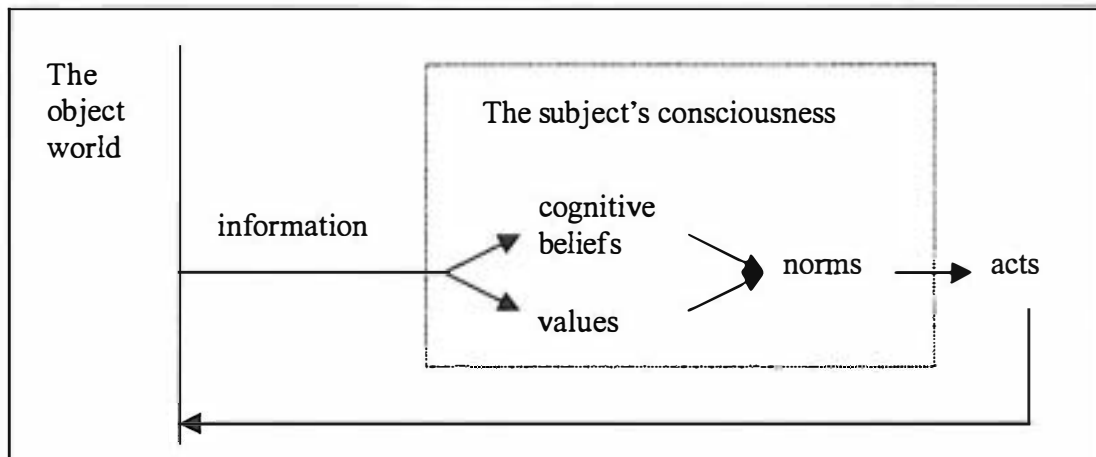 The
object
world
The subject's consciousness
information
cognitive
beliefs
values
norms
acts